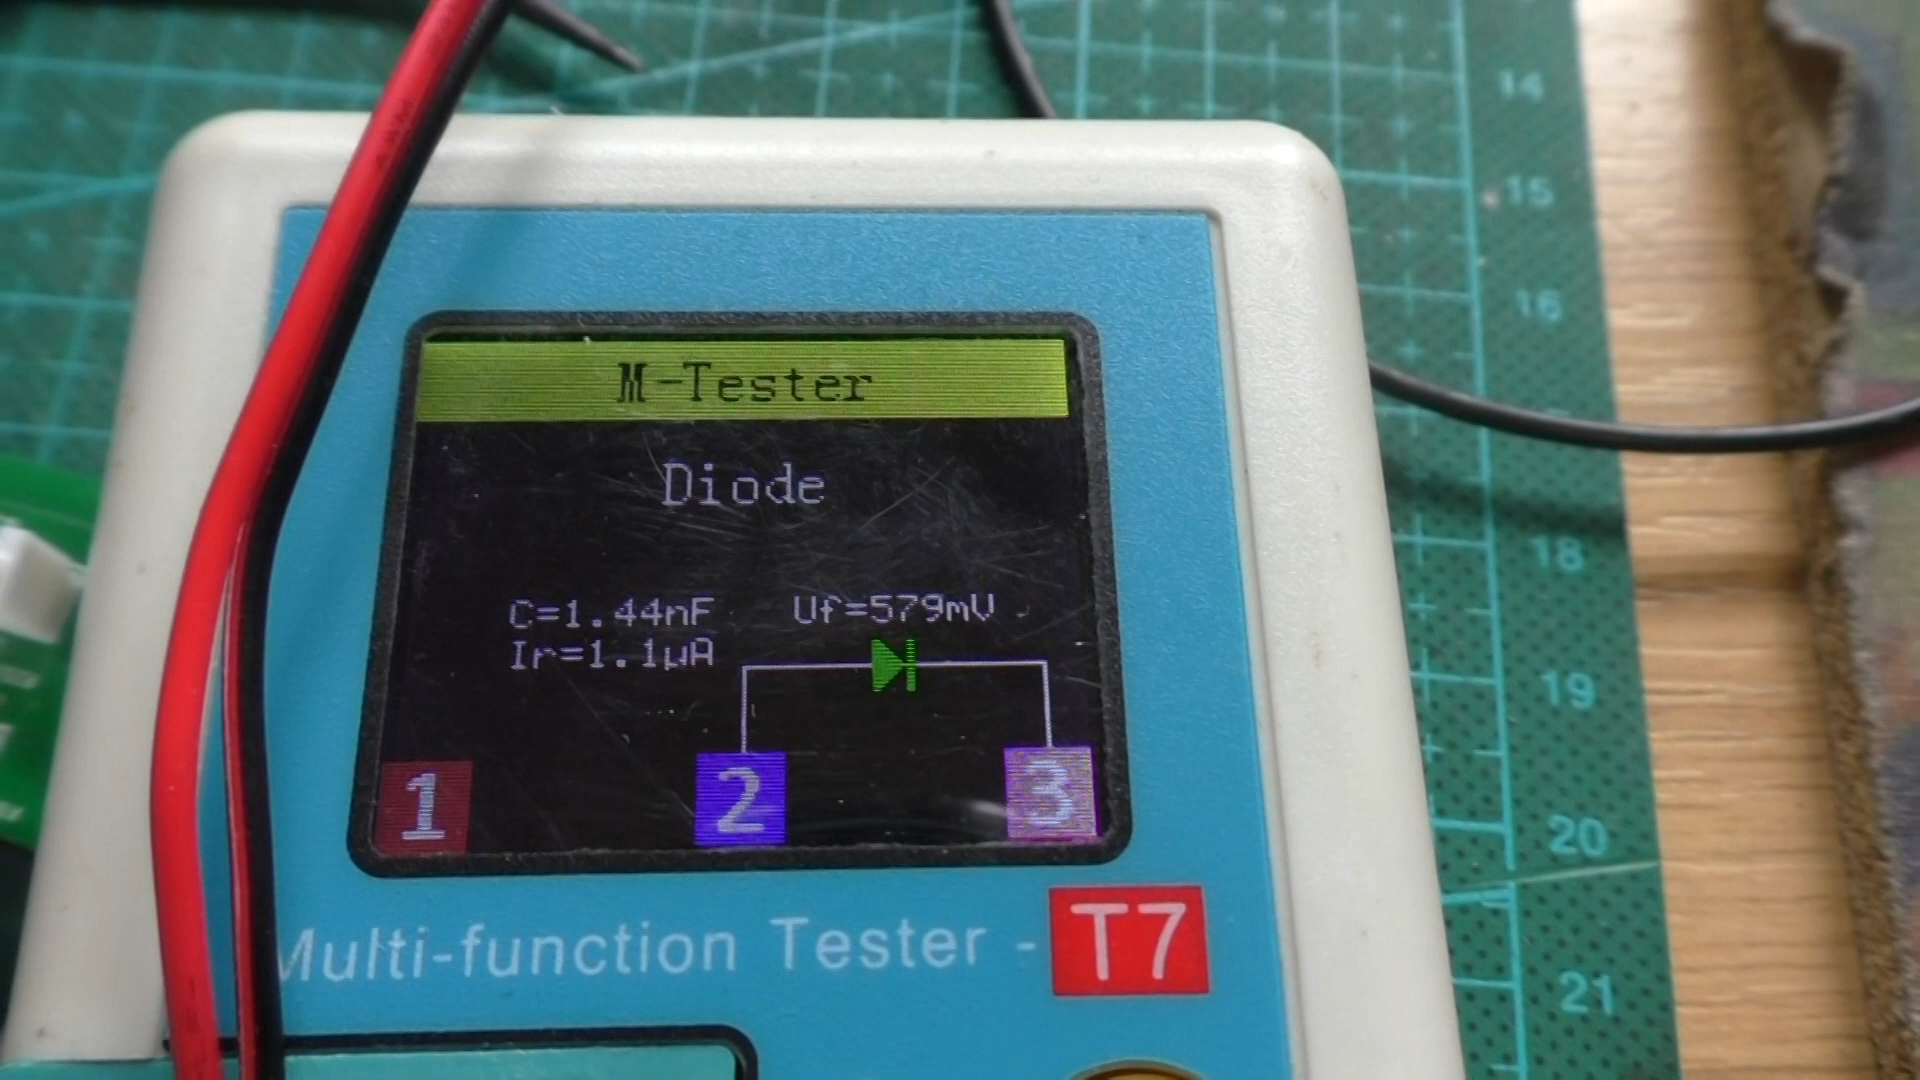 14
15
16
M-Tester
Diode
C=1.44nF Uf=579mV
Ir=1.1µA
18
19
1 2 3
20
Multi-function Tester - T7
21